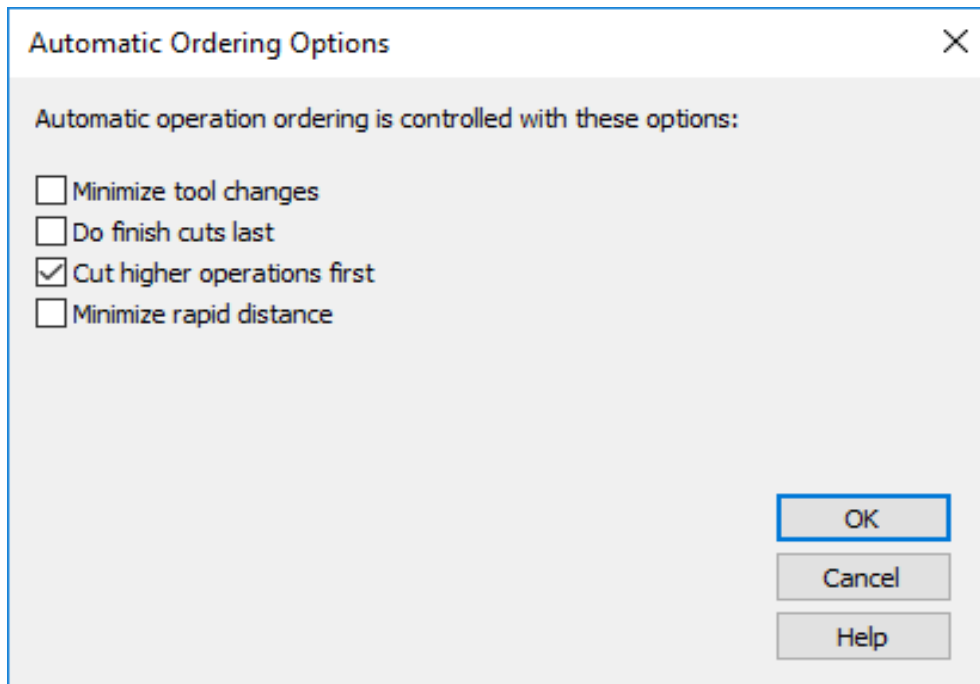 Automatic Ordering Options
Automatic operation ordering is controlled with these options:
Minimize tool changes
Do finish cuts last
Cut higher operations first
Minimize rapid distance
OK
Cancel
Help